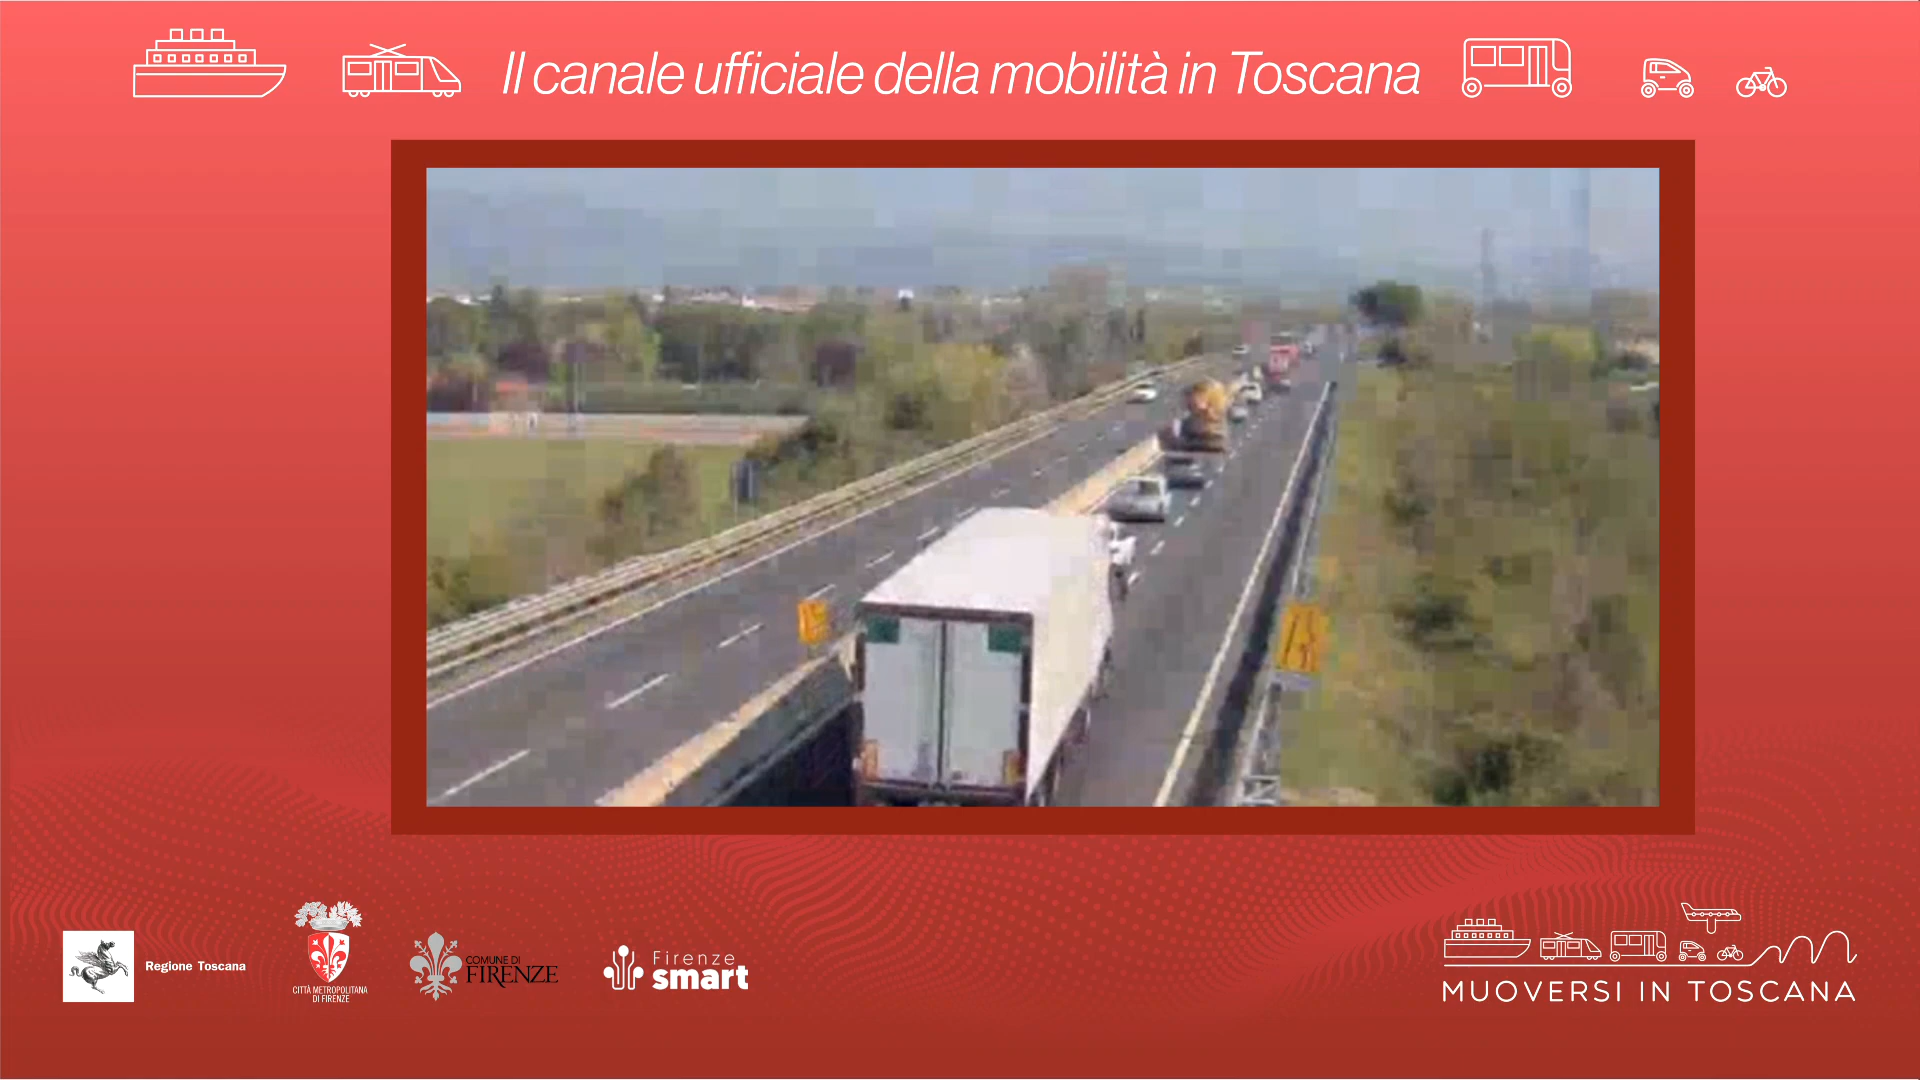 Il canale ufficiale della mobilità in Toscana
Regione Toscana
CITTÀ METROPOLITANA
DI FIRENZE
COMUNE DI
FIRENZE
Firenze
smart
MUOVERSI IN TOSCANA